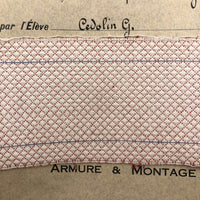 par l'Élève Cedolin G.
ARMURE & MONTAGE